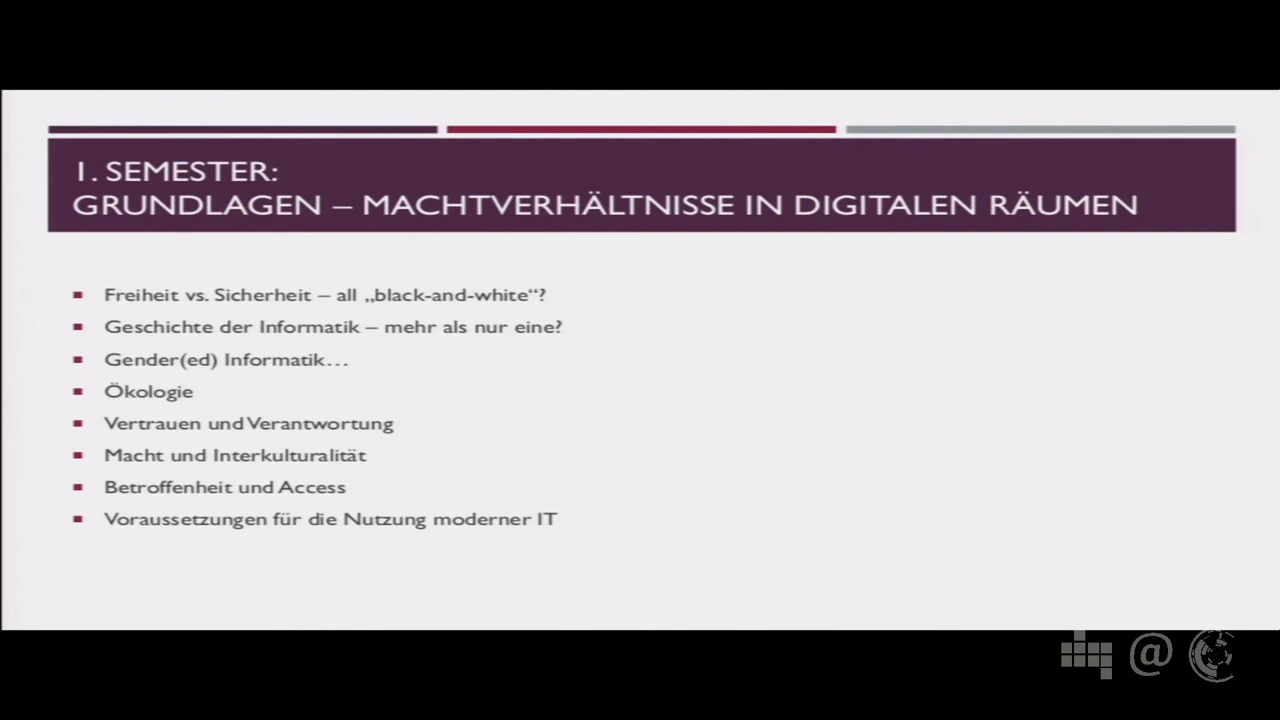 1. SEMESTER:
GRUNDLAGEN – MACHTVERHÄLTNISSE IN DIGITALEN RÄUMEN
Freiheit vs. Sicherheit – all „black-and-white“?
Geschichte der Informatik – mehr als nur eine?
Gender(ed) Informatik…
Ökologie
Vertrauen und Verantwortung
Macht und Interkulturalität
Betroffenheit und Access
Voraussetzungen für die Nutzung moderner IT
@